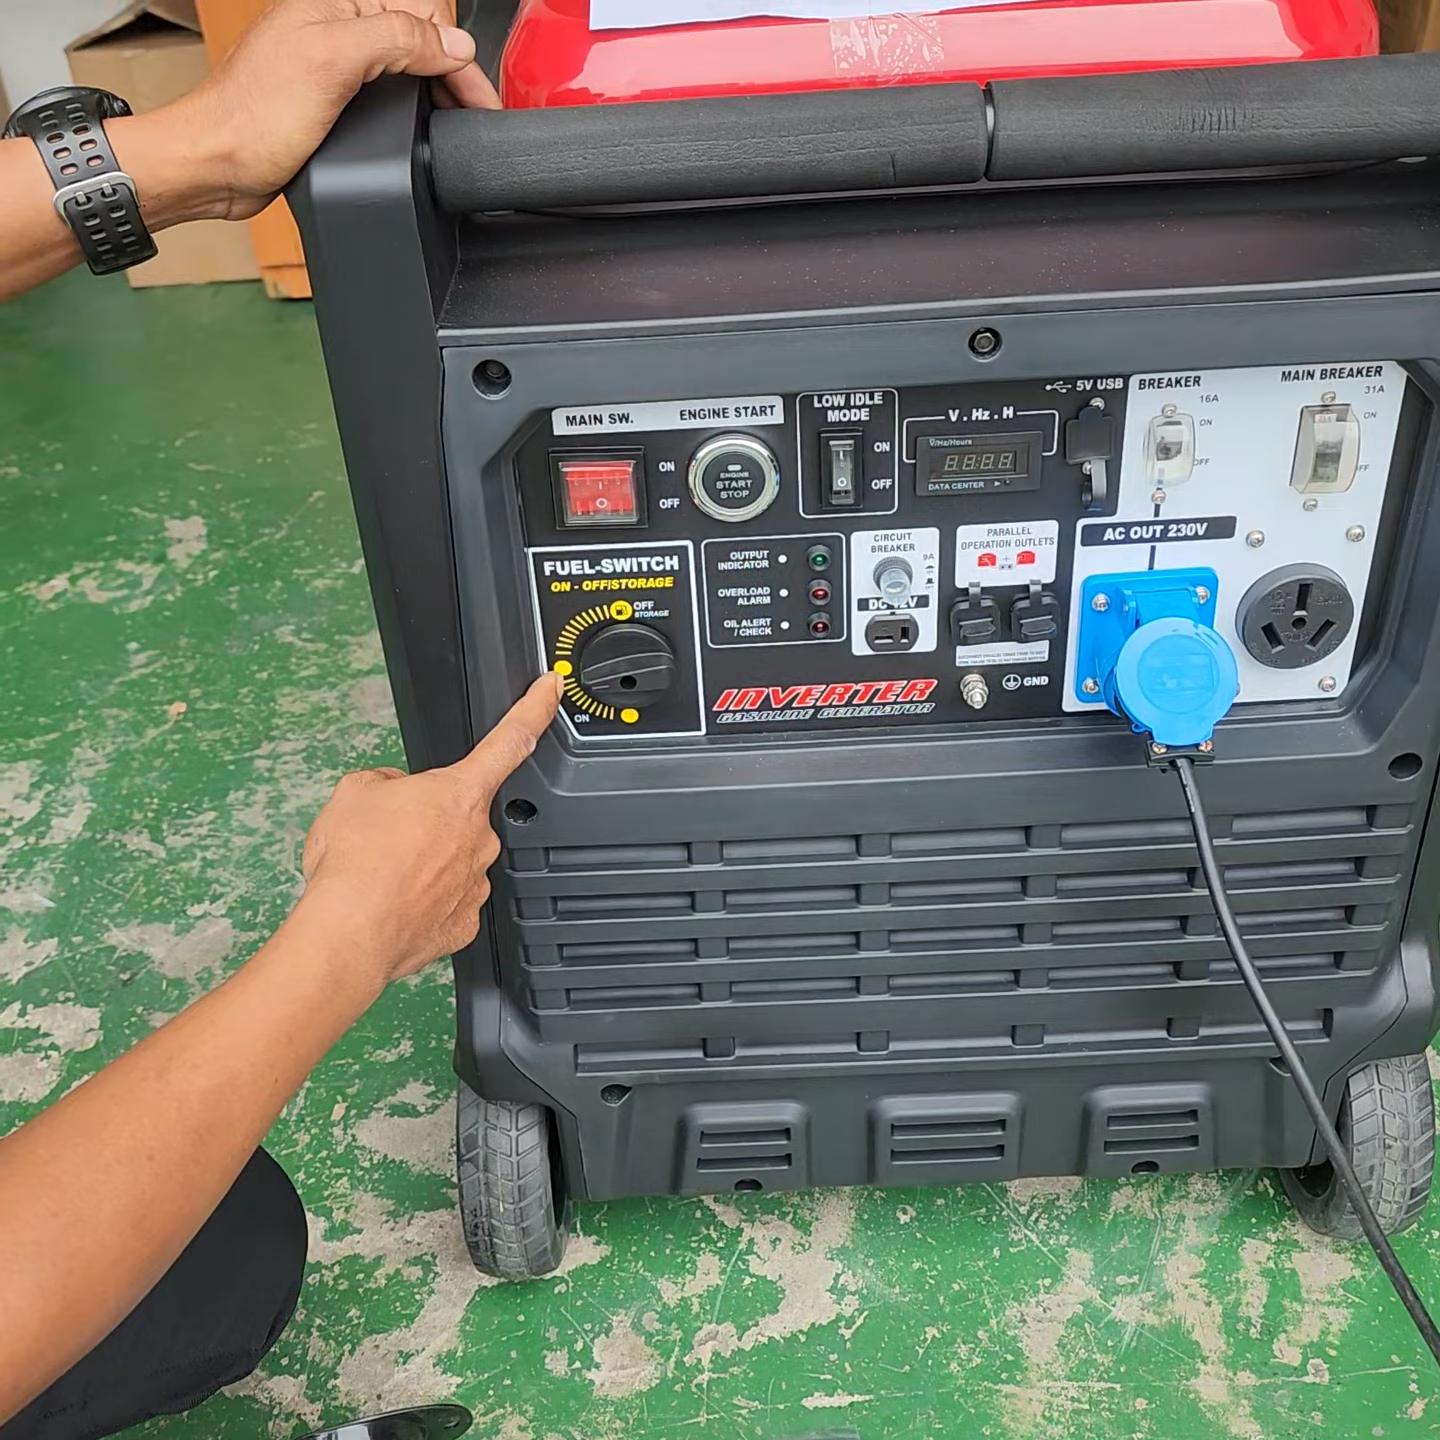 MAIN SW.
ENGINE START
ON
OFF
ENGINE
START
STOP
LOW IDLE
MODE
ON
OFF
V . Hz . H
V/Hz/Hours
DATA CENTER
5V USB
BREAKER
16A
ON
OFF
MAIN BREAKER
31A
ON
FF
FUEL-SWITCH
ON - OFF/STORAGE
OFF
STORAGE
ON
OUTPUT
INDICATOR
OVERLOAD
ALARM
OIL ALERT
/ CHECK
CIRCUIT
BREAKER
9A
DC 12V
PARALLEL
OPERATION OUTLETS
GND
AC OUT 230V
INVERTER
GASOLINE GENERATOR